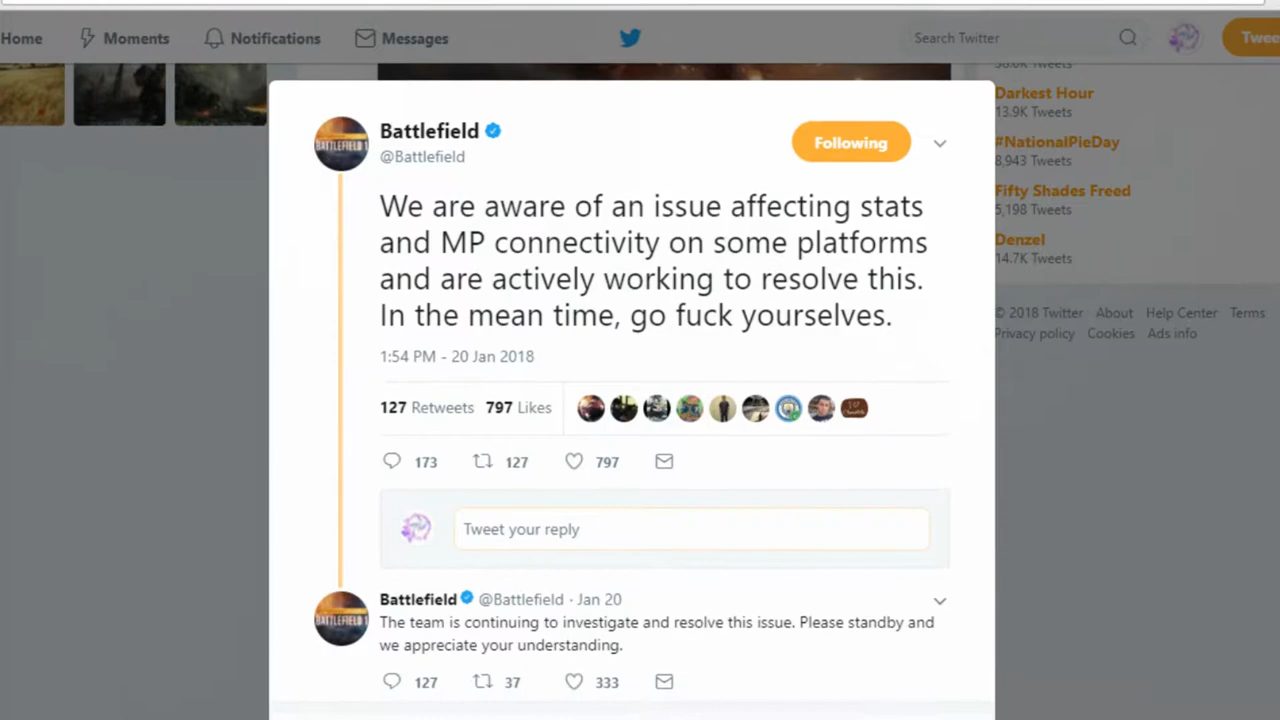 Home
Moments
Notifications
Messages
Search Twitter
Darkest Hour
13.9K Tweets
#NationalPieDay
8,943 Tweets
Fifty Shades Freed
5,198 Tweets
Denzel
14.7K Tweets
© 2018 Twitter About Help Center Terms
Privacy policy Cookies Ads info
Battlefield
@Battlefield
Following
We are aware of an issue affecting stats
and MP connectivity on some platforms
and are actively working to resolve this.
In the mean time, go fuck yourselves.
1:54 PM - 20 Jan 2018
127 Retweets 797 Likes
173 127 797
Tweet your reply
Battlefield @Battlefield · Jan 20
The team is continuing to investigate and resolve this issue. Please standby and
we appreciate your understanding.
127 37 333